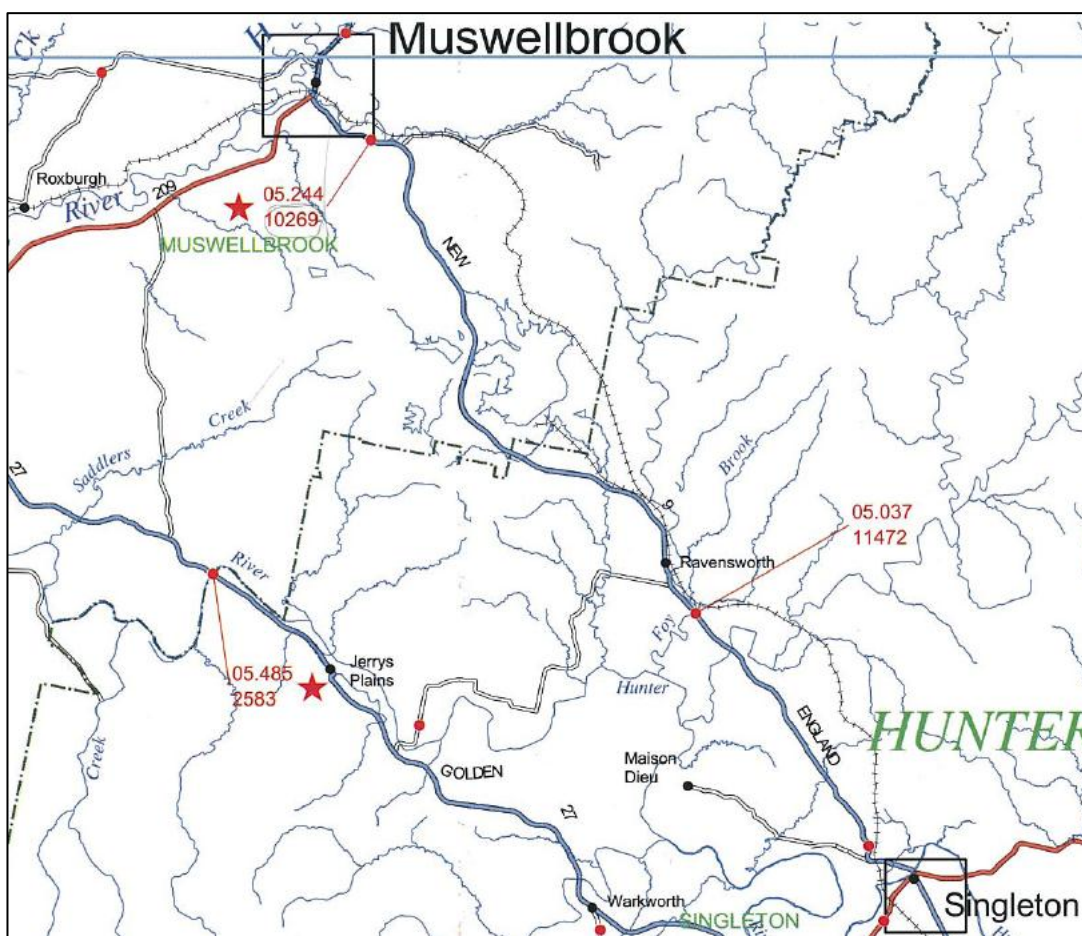 Muswellbrook
H
Ck
Roxburgh
River
209
05.244
10269
MUSWELLBROOK
NEW
Saddlers
Creek
27
Brook
9
05.037
11472
Ravensworth
River
Foy
Jerrys
Plains
05.485
2583
Hunter
ENGLAND
HUNTER
Creek
GOLDEN
Maison
Dieu
27
Warkworth
SINGLETON
Singleton
Ri
H